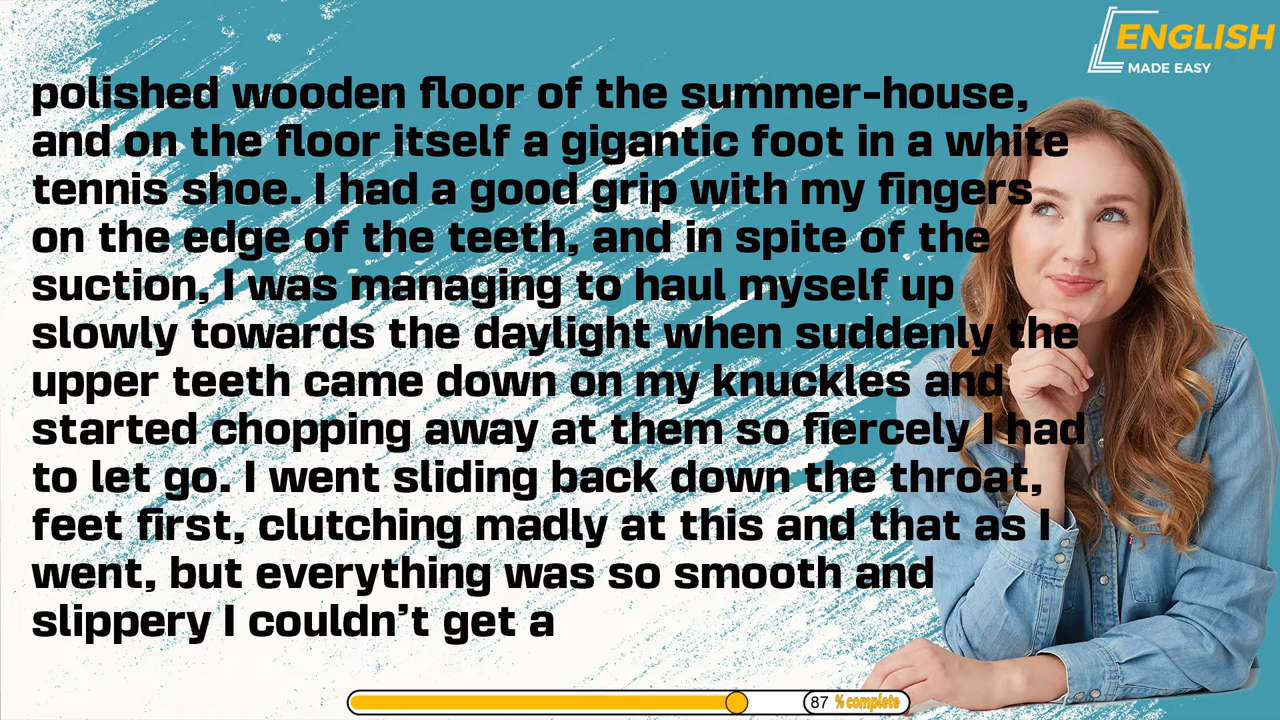 ENGLISH
MADE EASY
polished wooden floor of the summer-house,
and on the floor itself a gigantic foot in a white
tennis shoe. I had a good grip with my fingers
on the edge of the teeth, and in spite of the
suction, I was managing to haul myself up
slowly towards the daylight when suddenly the
upper teeth came down on my knuckles and
started chopping away at them so fiercely I had
to let go. I went sliding back down the throat,
feet first, clutching madly at this and that as I
went, but everything was so smooth and
slippery I couldn’t get a
87 % complete